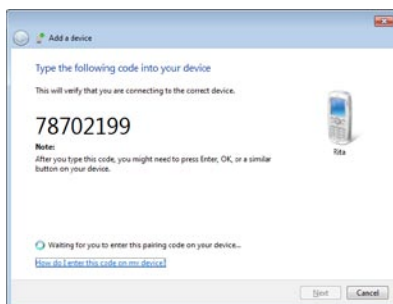 Add a device
Type the following code into your device
This will verify that you are connecting to the correct device.
78702199
Note:
After you type this code, you might need to press Enter, OK, or a similar
button on your device.
Rita
Waiting for you to enter this pairing code on your device...
How do I enter this code on my device?
Next Cancel